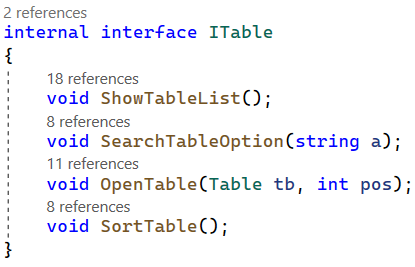 2 references
internal interface ITable
{
18 references
void ShowTableList();
8 references
void SearchTableOption(string a);
11 references
void OpenTable(Table tb, int pos);
8 references
void SortTable();
}